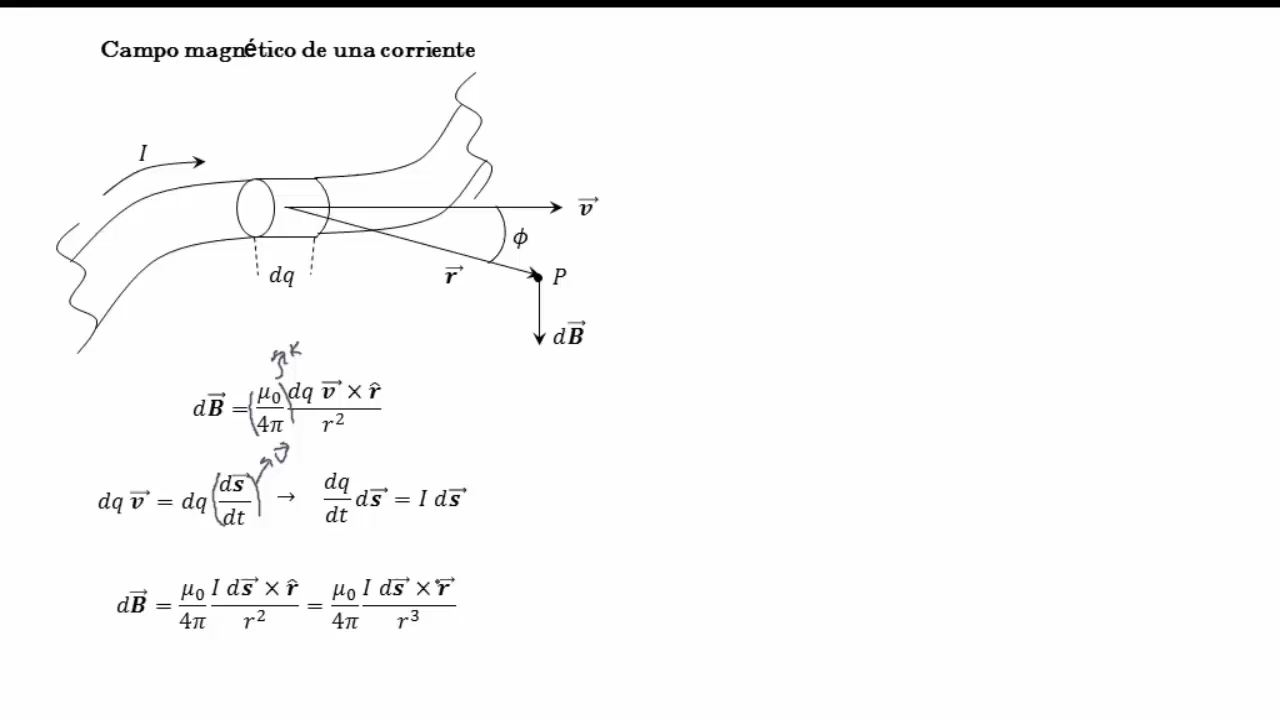 Campo magnético de una corriente
I
v⃗
ϕ
dq
r⃗
P
dB⃗
K
dB⃗ = (μ₀/4π) dq v⃗ × r̂ / r²
v⃗
dq v⃗ = dq (ds⃗/dt) → dq/dt ds⃗ = I ds⃗
dB⃗ = μ₀/4π I ds⃗ × r̂ / r² = μ₀/4π I ds⃗ × r⃗ / r³